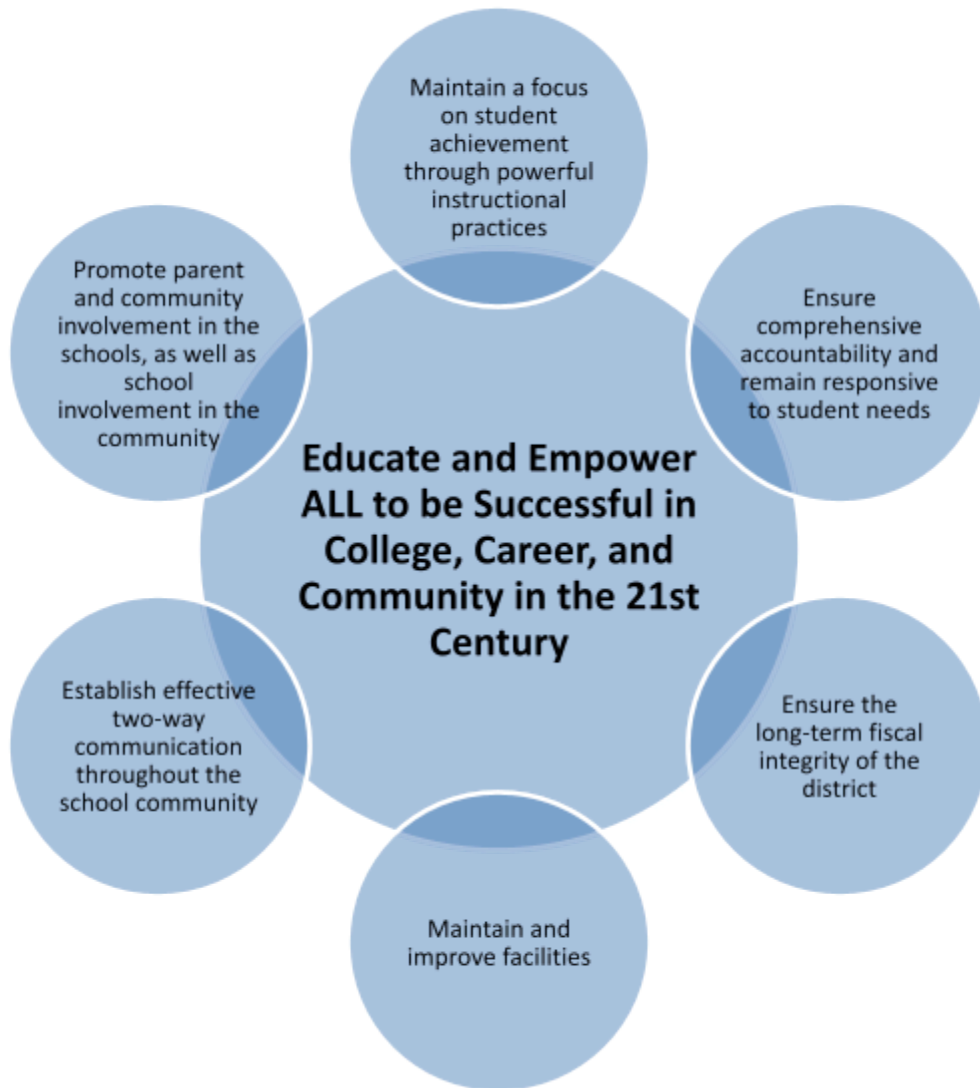 Maintain a focus
on student
achievement
through powerful
instructional
practices
Ensure
comprehensive
accountability and
remain responsive
to student needs
Ensure the
long-term fiscal
integrity of the
district
Maintain and
improve facilities
Establish effective
two-way
communication
throughout the
school community
Promote parent
and community
involvement in the
schools, as well as
school
involvement in the
community
Educate and Empower
ALL to be Successful in
College, Career, and
Community in the 21st
Century